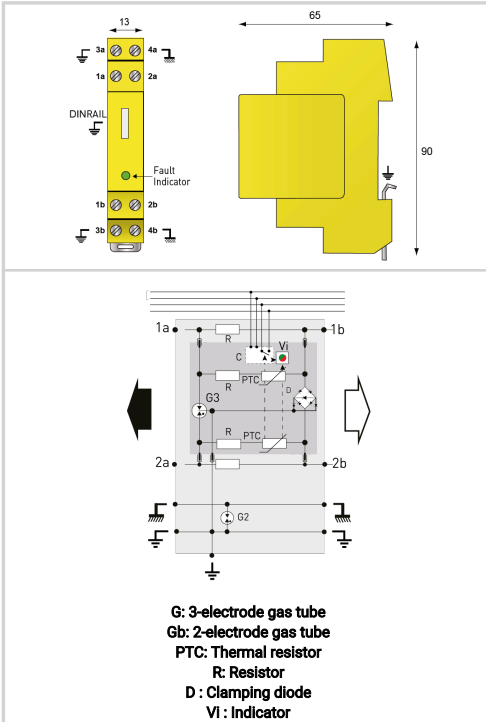 13
65
3a
4a
1a
2a
DINRAIL
90
Fault
Indicator
1b
2b
3b
4b
1a
1b
R
Vi
C
R
PTC
D
G3
R
PTC
2a
2b
G2
G: 3-electrode gas tube
Gb: 2-electrode gas tube
PTC: Thermal resistor
R: Resistor
D : Clamping diode
Vi : Indicator